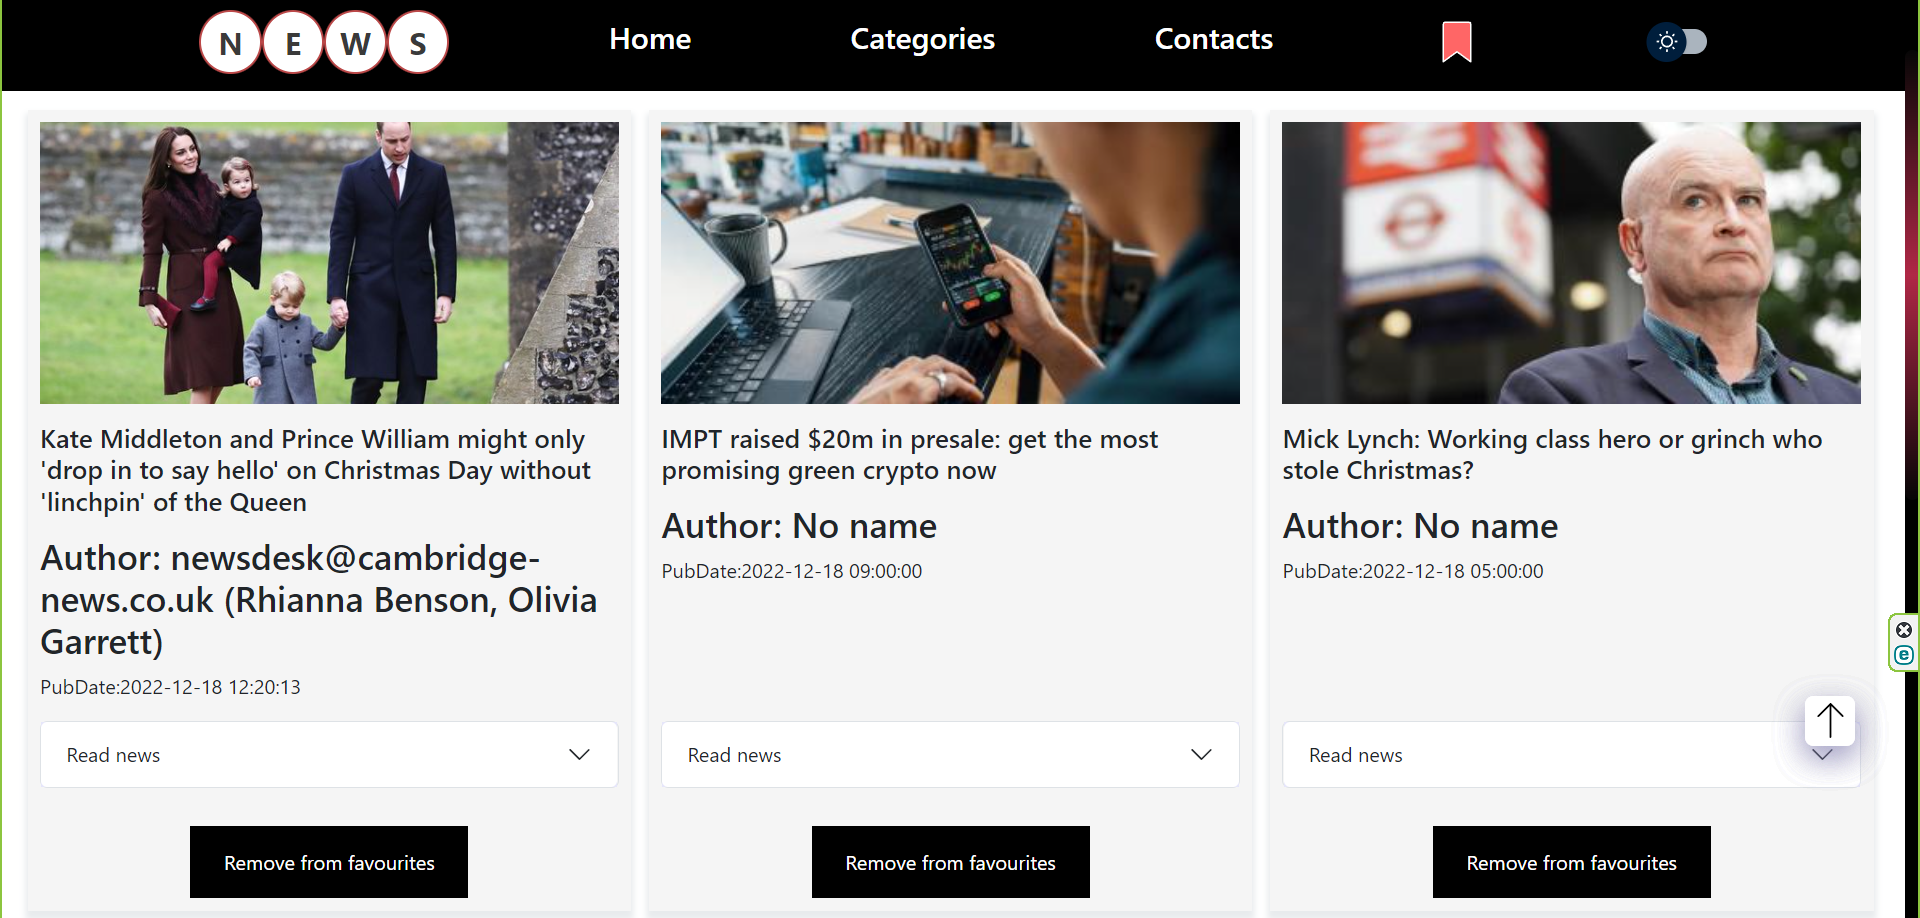 N E W S
Home
Categories
Contacts
Kate Middleton and Prince William might only
'drop in to say hello' on Christmas Day without
'linchpin' of the Queen
Author: newsdesk@cambridge-
news.co.uk (Rhianna Benson, Olivia
Garrett)
PubDate:2022-12-18 12:20:13
Read news
Remove from favourites
IMPT raised $20m in presale: get the most
promising green crypto now
Author: No name
PubDate:2022-12-18 09:00:00
Read news
Remove from favourites
Mick Lynch: Working class hero or grinch who
stole Christmas?
Author: No name
PubDate:2022-12-18 05:00:00
Read news
Remove from favourites
e